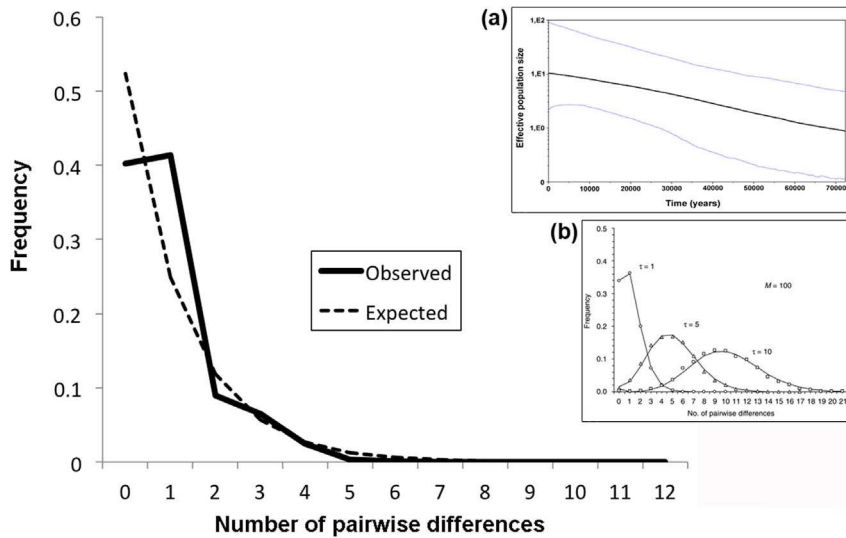 0.6
0.5
0.4
0.3
0.2
0.1
0
Frequency
0 1 2 3 4 5 6 7 8 9 10 11 12
Number of pairwise differences
Observed
Expected
(a)
1,E2
1,E1
1,E0
0
Effective population size
0 10000 20000 30000 40000 50000 60000 70000
Time (years)
(b)
0.5
0.4
0.3
0.2
0.1
0.0
Frequency
τ = 1
M = 100
τ = 5
τ = 10
0 1 2 3 4 5 6 7 8 9 10 11 12 13 14 15 16 17 18 19 20 21
No. of pairwise differences